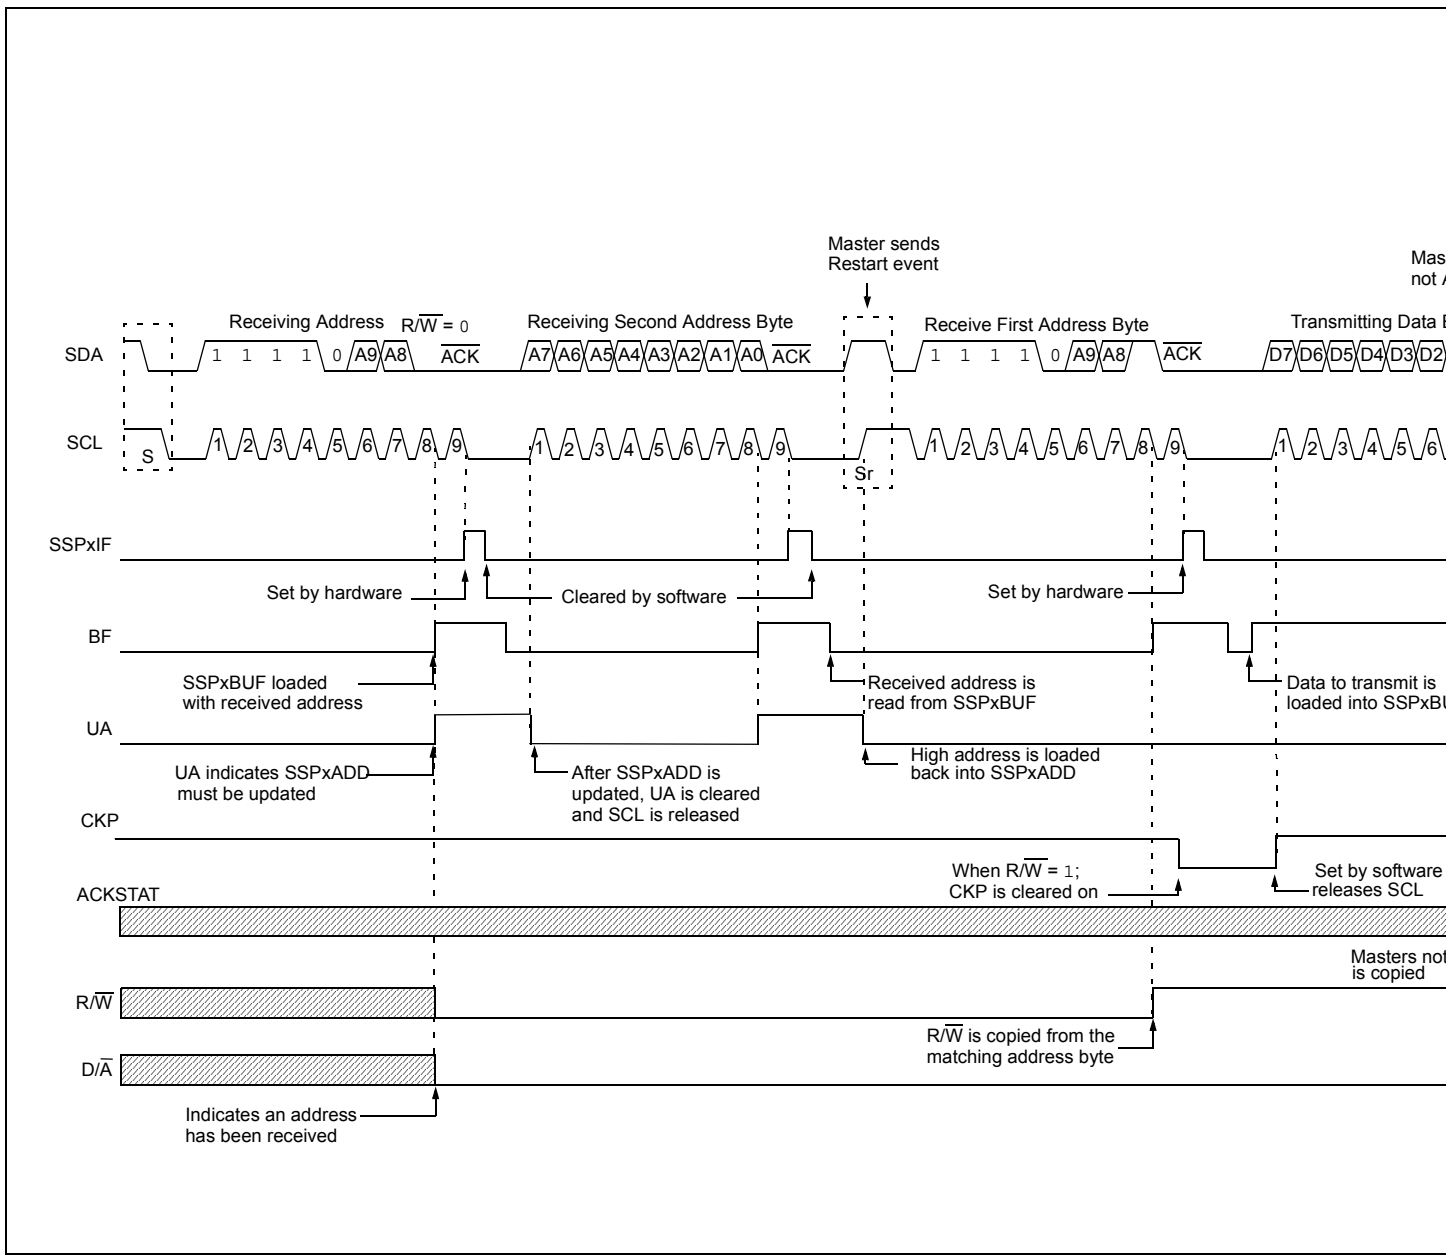 Master sends
Restart event
Mas
not A
Receiving Address R/W = 0
Receiving Second Address Byte
Receive First Address Byte
Transmitting Data B
SDA
1 1 1 1 0 A9 A8 ACK
A7 A6 A5 A4 A3 A2 A1 A0 ACK
1 1 1 1 0 A9 A8 ACK
D7 D6 D5 D4 D3 D2
SCL
S
1 2 3 4 5 6 7 8 9
1 2 3 4 5 6 7 8 9
Sr
1 2 3 4 5 6 7 8 9
1 2 3 4 5 6
SSPxIF
Set by hardware
Cleared by software
Set by hardware
BF
SSPxBUF loaded
with received address
Received address is
read from SSPxBUF
Data to transmit is
loaded into SSPxBU
UA
UA indicates SSPxADD
must be updated
After SSPxADD is
updated, UA is cleared
and SCL is released
High address is loaded
back into SSPxADD
CKP
When R/W = 1;
CKP is cleared on
Set by software
releases SCL
ACKSTAT
Masters not
is copied
R/W
R/W is copied from the
matching address byte
D/A
Indicates an address
has been received